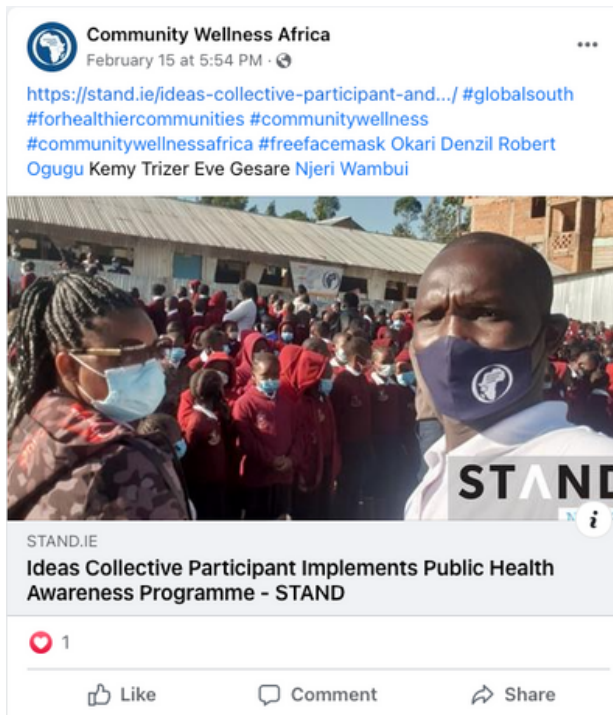 Community Wellness Africa
February 15 at 5:54 PM ·
https://stand.ie/ideas-collective-participant-and.../ #globalsouth
#forhealthiercommunities #communitywellness
#communitywellnessafrica #freefacemask Okari Denzil Robert
Ogugu Kemy Trizer Eve Gesare Njeri Wambui
STAND
i
STAND.IE
Ideas Collective Participant Implements Public Health
Awareness Programme - STAND
1
Like Comment Share